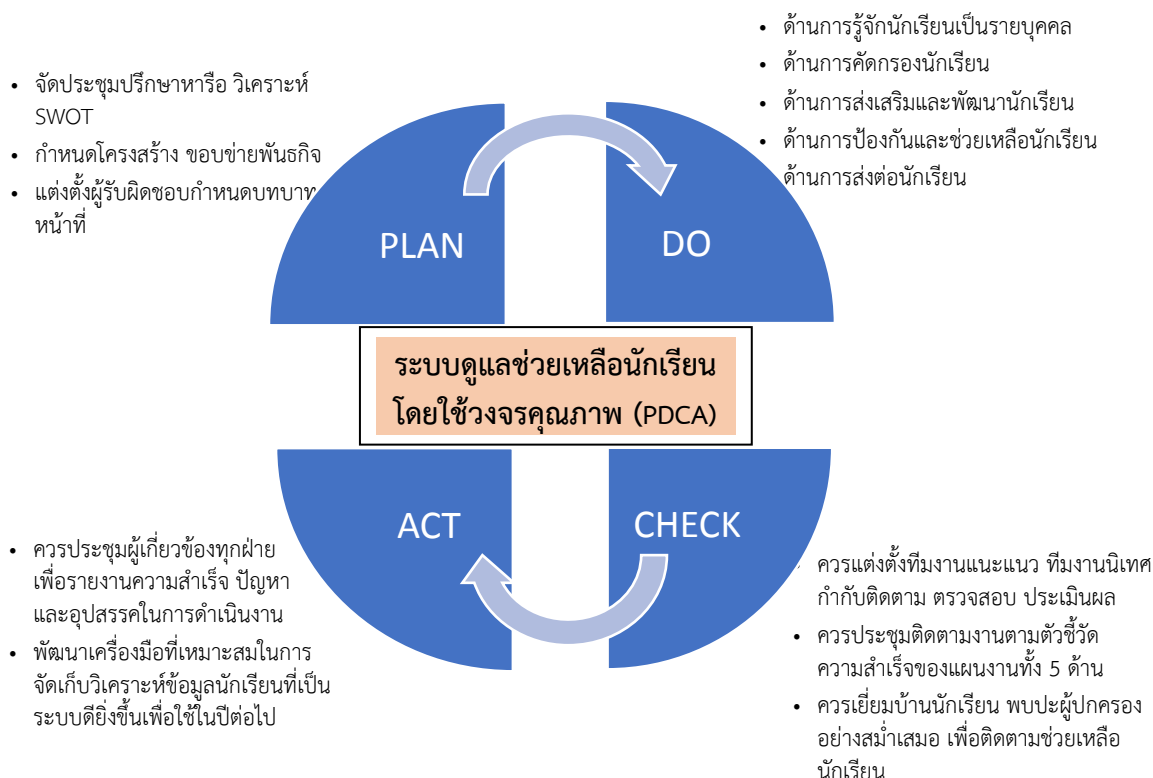 • จัดประชุมปรึกษาหารือ วิเคราะห์
SWOT
• กำหนดโครงสร้าง ขอบข่ายพันธกิจ
• แต่งตั้งผู้รับผิดชอบกำหนดบทบาท
หน้าที่
• ด้านการรู้จักนักเรียนเป็นรายบุคคล
• ด้านการคัดกรองนักเรียน
• ด้านการส่งเสริมและพัฒนานักเรียน
• ด้านการป้องกันและช่วยเหลือนักเรียน
ด้านการส่งต่อนักเรียน
PLAN
DO
ระบบดูแลช่วยเหลือนักเรียน
โดยใช้วงจรคุณภาพ (PDCA)
ACT
CHECK
• ควรประชุมผู้เกี่ยวข้องทุกฝ่าย
เพื่อรายงานความสำเร็จ ปัญหา
และอุปสรรคในการดำเนินงาน
• พัฒนาเครื่องมือที่เหมาะสมในการ
จัดเก็บวิเคราะห์ข้อมูลนักเรียนที่เป็น
ระบบดียิ่งขึ้นเพื่อใช้ในปีต่อไป
• ควรแต่งตั้งทีมงานแนะแนว ทีมงานนิเทศ
กำกับติดตาม ตรวจสอบ ประเมินผล
• ควรประชุมติดตามงานตามตัวชี้วัด
ความสำเร็จของแผนงานทั้ง 5 ด้าน
• ควรเยี่ยมบ้านนักเรียน พบปะผู้ปกครอง
อย่างสม่ำเสมอ เพื่อติดตามช่วยเหลือ
นักเรียน